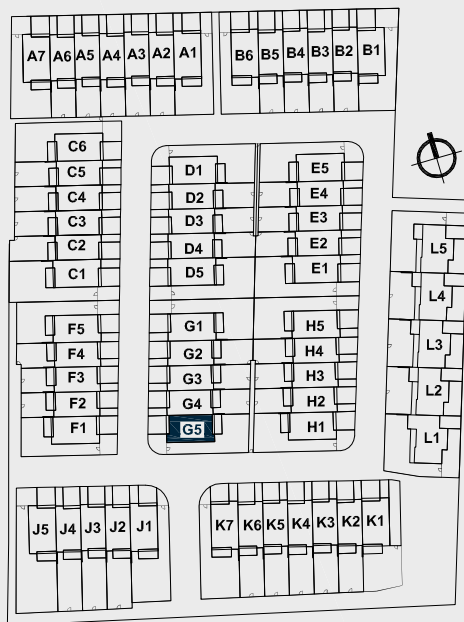 A7 A6 A5 A4 A3 A2 A1
B6 B5 B4 B3 B2 B1
C6
C5
C4
C3
C2
C1
D1
D2
D3
D4
D5
E5
E4
E3
E2
E1
F5
F4
F3
F2
F1
G1
G2
G3
G4
G5
H5
H4
H3
H2
H1
L5
L4
L3
L2
L1
J5 J4 J3 J2 J1
K7 K6 K5 K4 K3 K2 K1